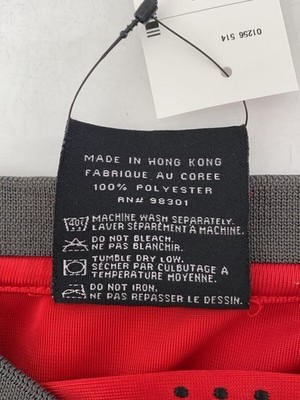 01256 514
MADE IN HONG KONG
FABRIQUE AU COREE
100% POLYESTER
RN# 98301
40 MACHINE WASH SEPARATELY.
LAVER SÉPARÉMENT À MACHINE.
DO NOT BLEACH.
NE PAS BLANCHIR.
TUMBLE DRY LOW.
SÉCHER PAR CULBUTAGE À
TEMPÉRATURE MOYENNE.
DO NOT IRON.
NE PAS REPASSER LE DESSIN.